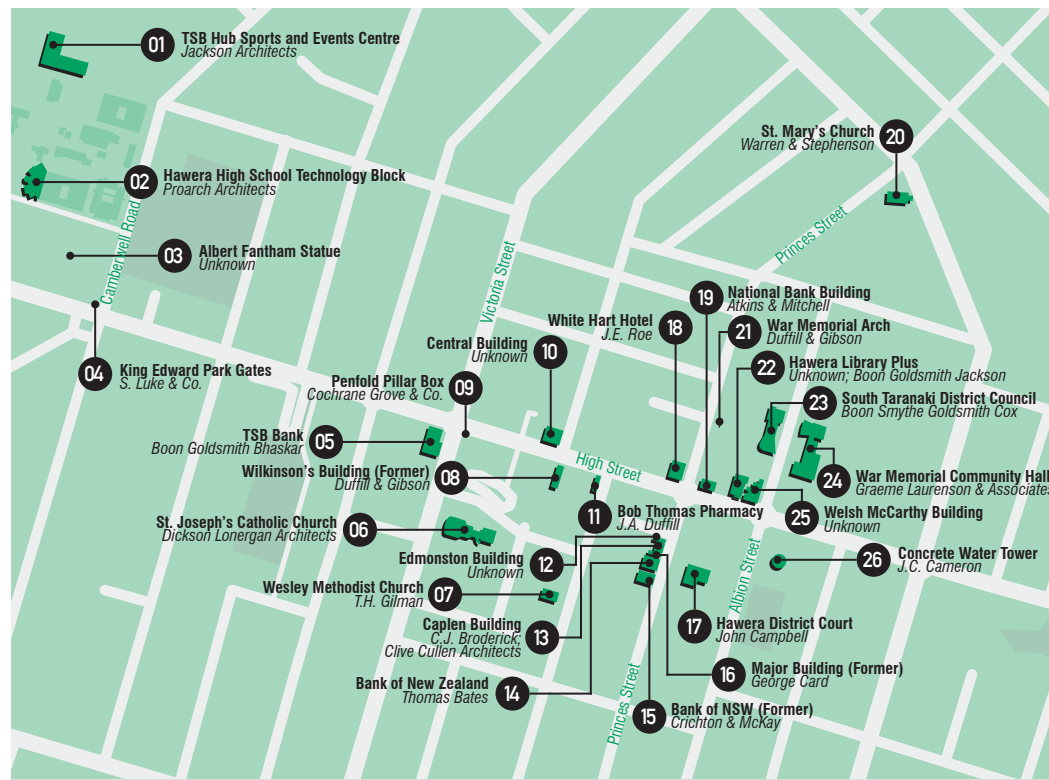 01
TSB Hub Sports and Events Centre
Jackson Architects
02
Hawera High School Technology Block
Proarch Architects
03
Albert Fantham Statue
Unknown
04
King Edward Park Gates
S. Luke & Co.
05
TSB Bank
Boon Goldsmith Bhaskar
06
St. Joseph's Catholic Church
Dickson Lonergan Architects
07
Wesley Methodist Church
T.H. Gilman
08
Wilkinson's Building (Former)
Duffill & Gibson
09
Penfold Pillar Box
Cochrane Grove & Co.
10
Central Building
Unknown
11
Bob Thomas Pharmacy
J.A. Duffill
12
Edmonston Building
Unknown
13
Caplen Building
C.J. Broderick;
Clive Cullen Architects
14
Bank of New Zealand
Thomas Bates
15
Bank of NSW (Former)
Crichton & McKay
16
Major Building (Former)
George Card
17
Hawera District Court
John Campbell
18
White Hart Hotel
J.E. Roe
19
National Bank Building
Atkins & Mitchell
20
St. Mary's Church
Warren & Stephenson
21
War Memorial Arch
Duffill & Gibson
22
Hawera Library Plus
Unknown; Boon Goldsmith Jackson
23
South Taranaki District Council
Boon Smythe Goldsmith Cox
24
War Memorial Community Hall
Graeme Laurenson & Associates
25
Welsh McCarthy Building
Unknown
26
Concrete Water Tower
J.C. Cameron
Camberwell Road
Victoria Street
High Street
Princes Street
Albion Street
Princes Street